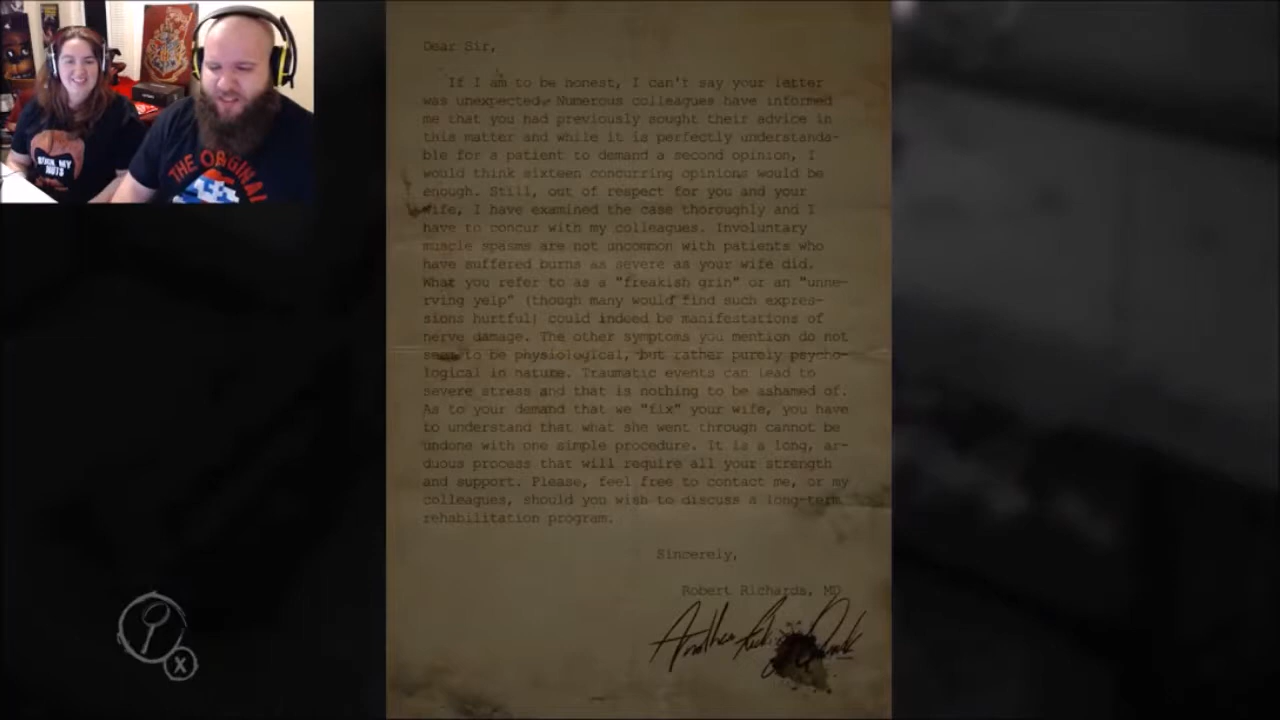 THE ORIGINAL
Dear Sir,
If I am to be honest, I can't say your letter
was unexpected. Numerous colleagues have informed
me that you had previously sought their advice in
this matter and while it is perfectly understanda-
ble for a patient to demand a second opinion, I
would think sixteen concurring opinions would be
enough. Still, out of respect for you and your
wife, I have examined the case thoroughly and I
have to concur with my colleagues. Involuntary
muscle spasms are not uncommon with patients who
have suffered burns as severe as your wife did.
What you refer to as a "freakish grin" or an "unne-
rving yelp" (though many would find such expres-
sions hurtful) could indeed be manifestations of
nerve damage. The other symptoms you mention do not
seem to be physiological, but rather purely psycho-
logical in nature. Traumatic events can lead to
severe stress and that is nothing to be ashamed of.
As to your demand that we "fix" your wife, you have
to understand that what she went through cannot be
undone with one simple procedure. It is a long, ar-
duous process that will require all your strength
and support. Please, feel free to contact me, or my
colleagues, should you wish to discuss a long-term
rehabilitation program.
Sincerely,
Robert Richards, MD
Another
X